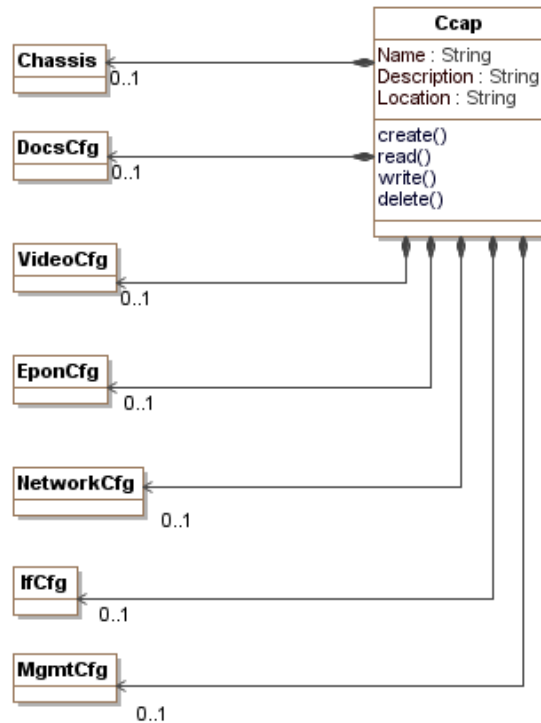 Ccap
Name : String
Description : String
Location : String
create()
read()
write()
delete()
Chassis
0..1
DocsCfg
0..1
VideoCfg
0..1
EponCfg
0..1
NetworkCfg
0..1
IfCfg
0..1
MgmtCfg
0..1